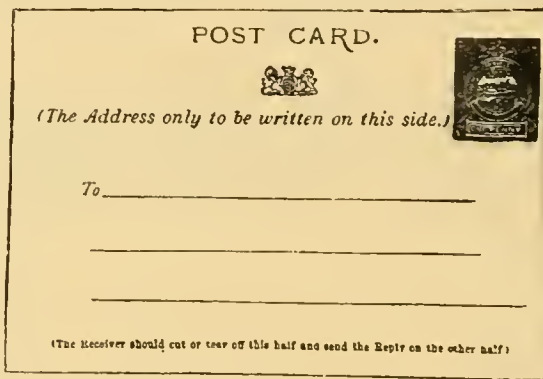 POST CARD.
(The Address only to be written on this side.)
To
(The Receiver should cut or tear off this half and send the Reply on the other half)